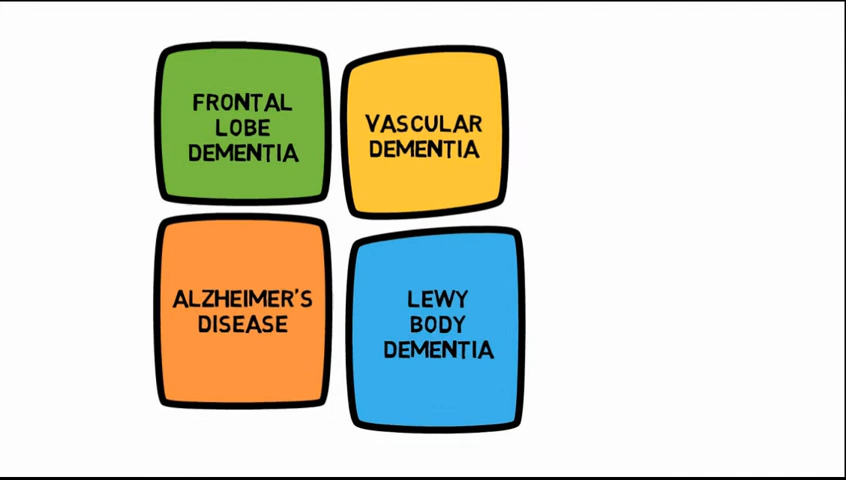 FRONTAL
LOBE
DEMENTIA
VASCULAR
DEMENTIA
ALZHEIMER'S
DISEASE
LEWY
BODY
DEMENTIA